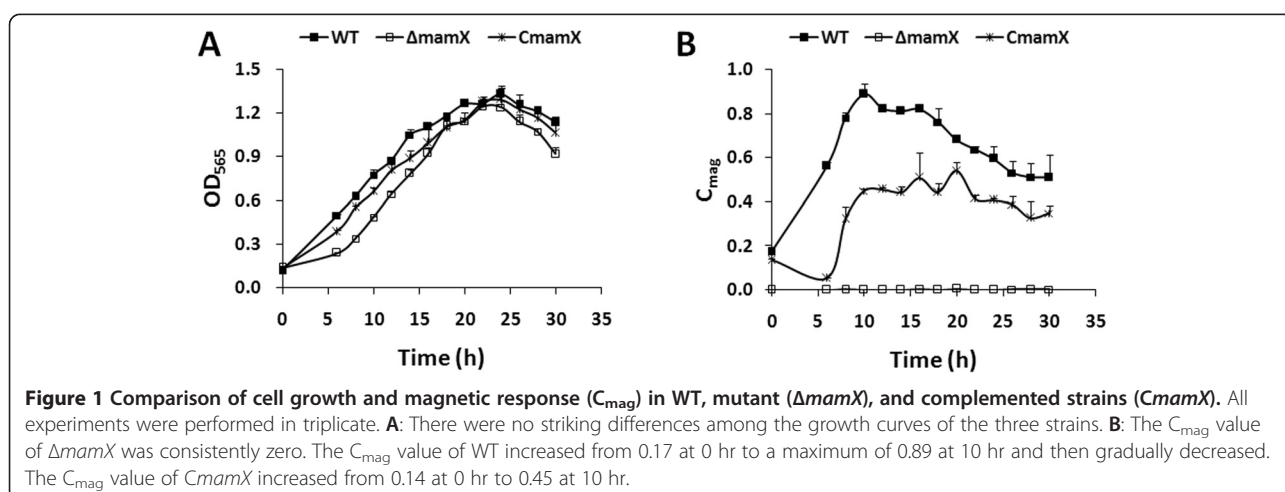 A
WT ΔmamX CmamX
1.5
1.2
0.9
0.6
0.3
0.0
OD565
0 5 10 15 20 25 30 35
Time (h)
B
WT ΔmamX CmamX
1.0
0.8
0.6
0.4
0.2
0.0
Cmag
0 5 10 15 20 25 30 35
Time (h)
Figure 1 Comparison of cell growth and magnetic response (Cmag) in WT, mutant (ΔmamX), and complemented strains (CmamX). All
experiments were performed in triplicate. A: There were no striking differences among the growth curves of the three strains. B: The Cmag value
of ΔmamX was consistently zero. The Cmag value of WT increased from 0.17 at 0 hr to a maximum of 0.89 at 10 hr and then gradually decreased.
The Cmag value of CmamX increased from 0.14 at 0 hr to 0.45 at 10 hr.